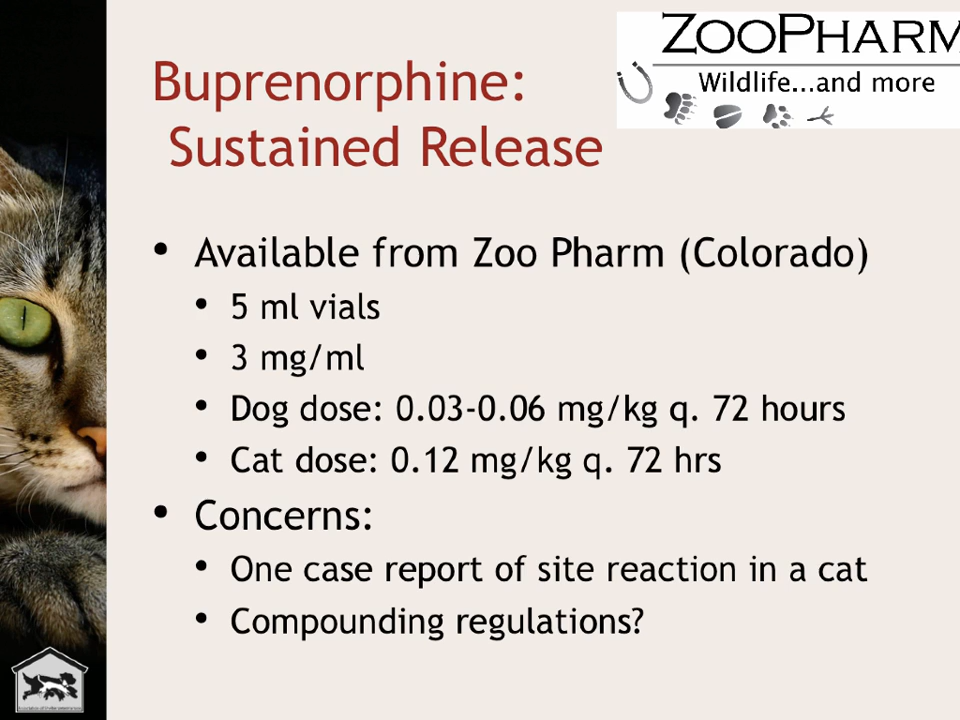 ZOOPHARM
Wildlife...and more
Buprenorphine:
Sustained Release
• Available from Zoo Pharm (Colorado)
• 5 ml vials
• 3 mg/ml
• Dog dose: 0.03-0.06 mg/kg q. 72 hours
• Cat dose: 0.12 mg/kg q. 72 hrs
• Concerns:
• One case report of site reaction in a cat
• Compounding regulations?